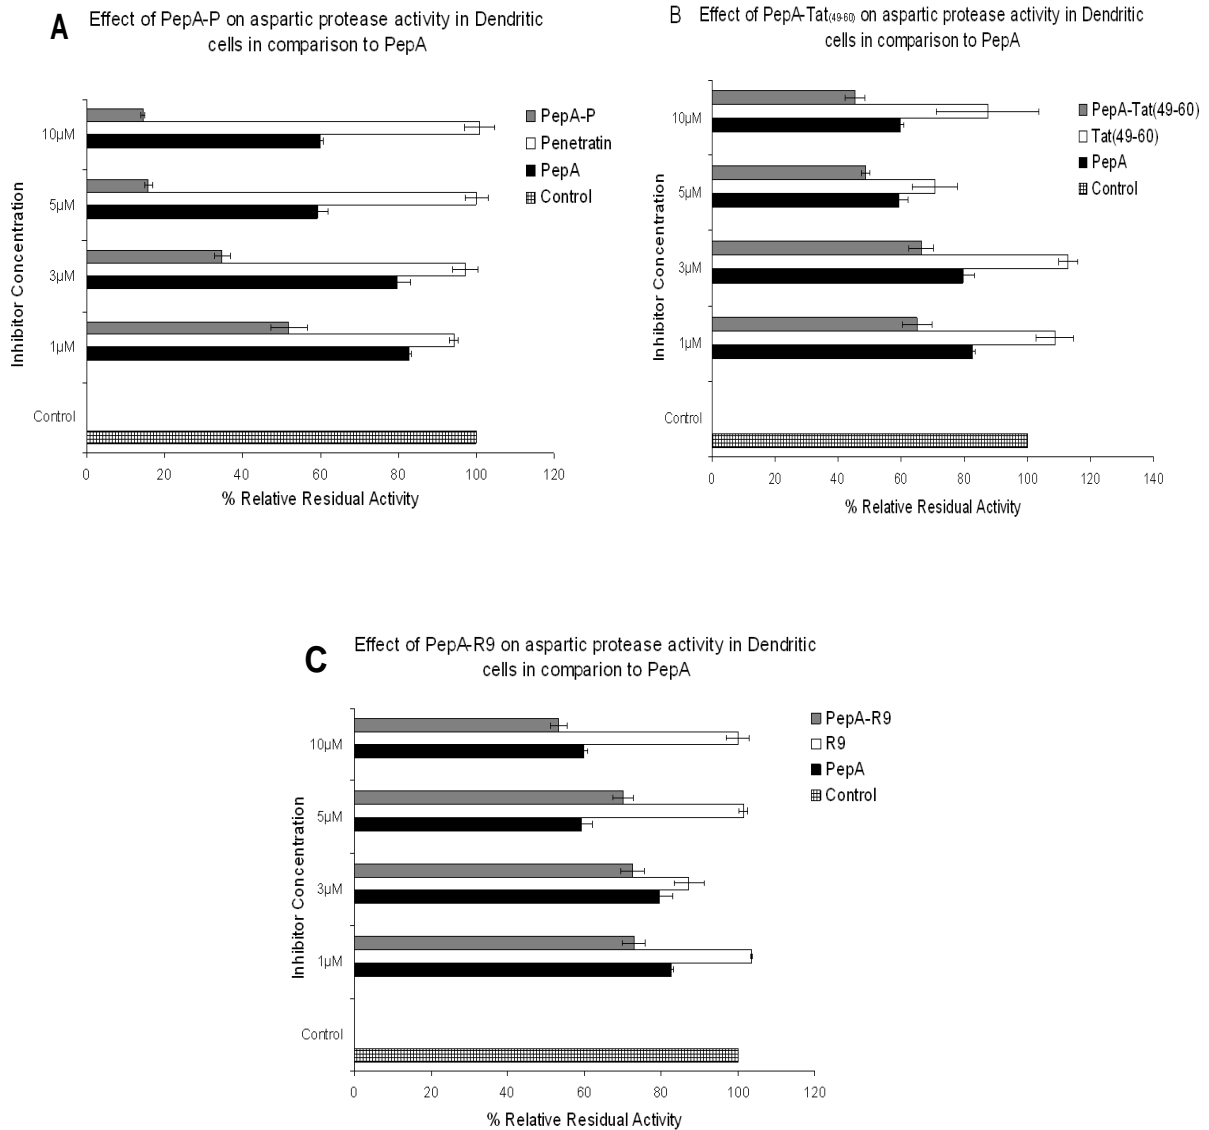 A
Effect of PepA-P on aspartic protease activity in Dendritic
cells in comparison to PepA
Inhibitor Concentration
10µM
5µM
3µM
1µM
Control
0 20 40 60 80 100 120
% Relative Residual Activity
PepA-P
Penetratin
PepA
Control
B
Effect of PepA-Tat(49-60) on aspartic protease activity in Dendritic
cells in comparison to PepA
Inhibitor Concentration
10µM
5µM
3µM
1µM
Control
0 20 40 60 80 100 120 140
% Relative Residual Activity
PepA-Tat(49-60)
Tat(49-60)
PepA
Control
C
Effect of PepA-R9 on aspartic protease activity in Dendritic
cells in comparion to PepA
Inhibitor Concentration
10µM
5µM
3µM
1µM
Control
0 20 40 60 80 100 120
% Relative Residual Activity
PepA-R9
R9
PepA
Control